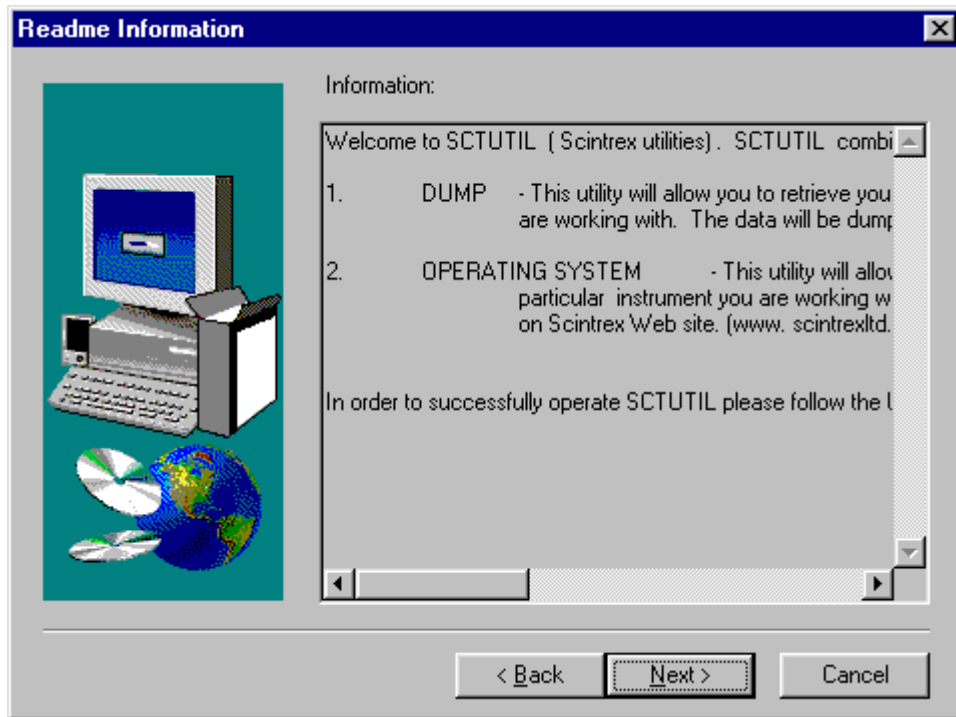 Readme Information
Information:
Welcome to SCTUTIL ( Scintrex utilities) . SCTUTIL combi
1. DUMP - This utility will allow you to retrieve you
are working with. The data will be dump
2. OPERATING SYSTEM - This utility will allow
particular instrument you are working w
on Scintrex Web site. (www. scintrexltd.
In order to successfully operate SCTUTIL please follow the
< Back
Next >
Cancel